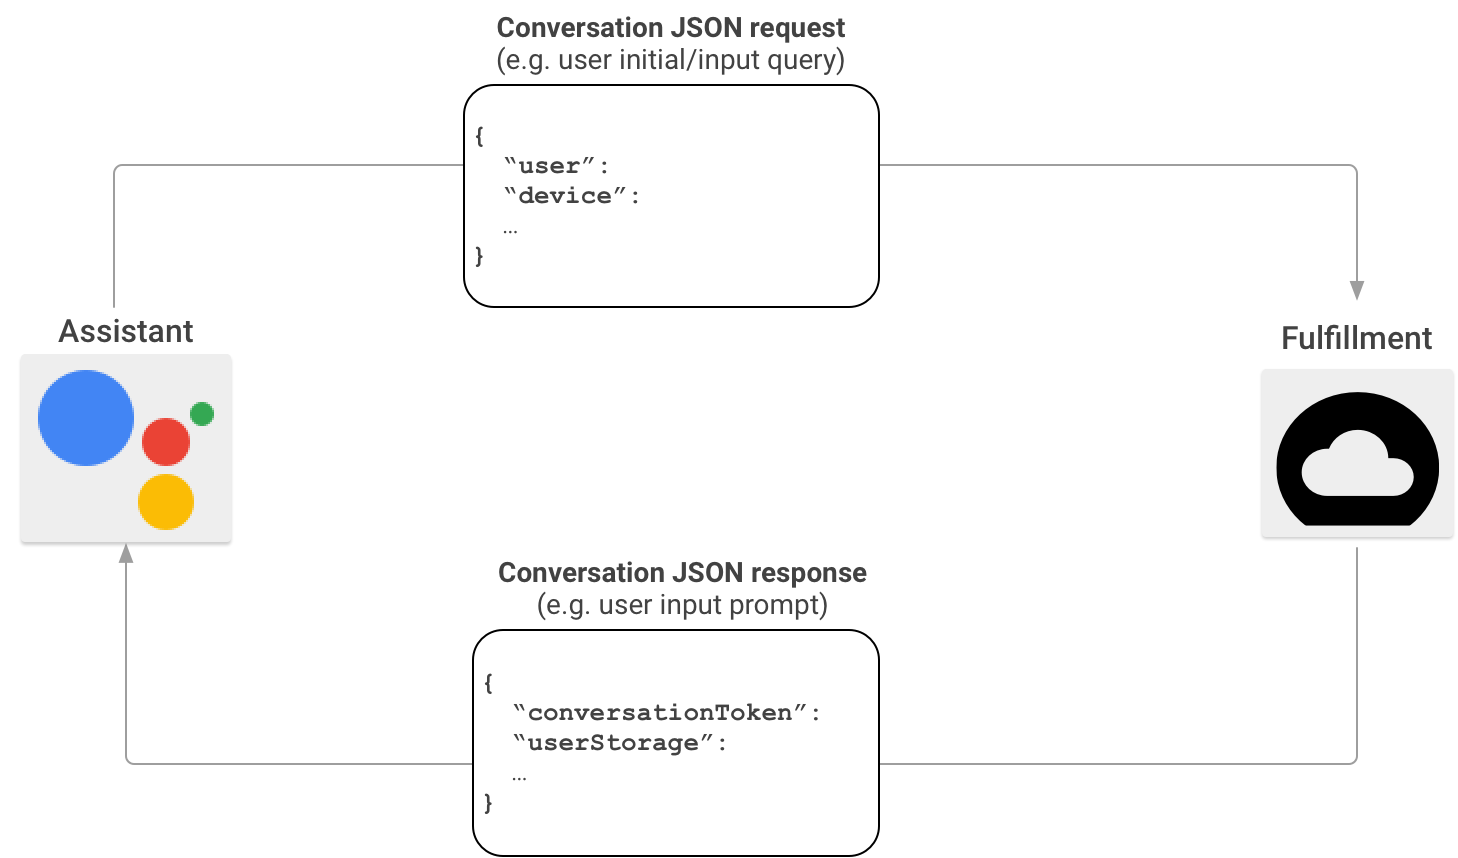 Conversation JSON request
(e.g. user initial/input query)
{
“user”:
“device”:
...
}
Assistant
Fulfillment
Conversation JSON response
(e.g. user input prompt)
{
“conversationToken”:
“userStorage”:
...
}